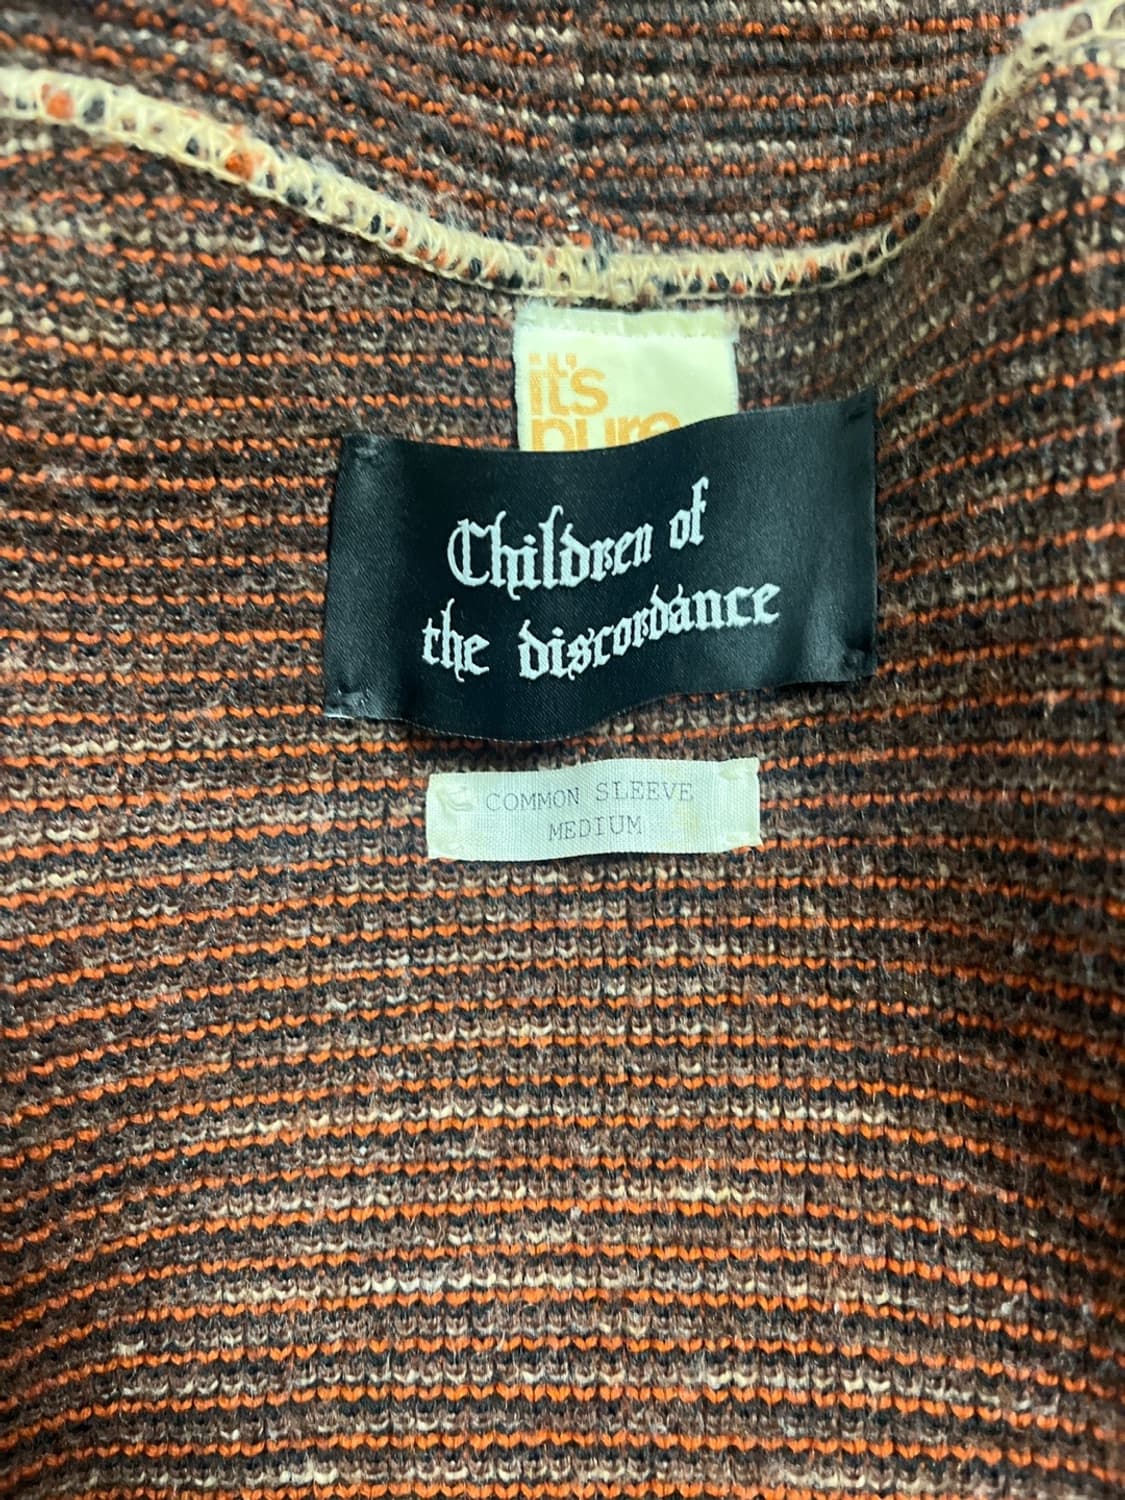 it's
pure
Children of
the discordance
COMMON SLEEVE
MEDIUM